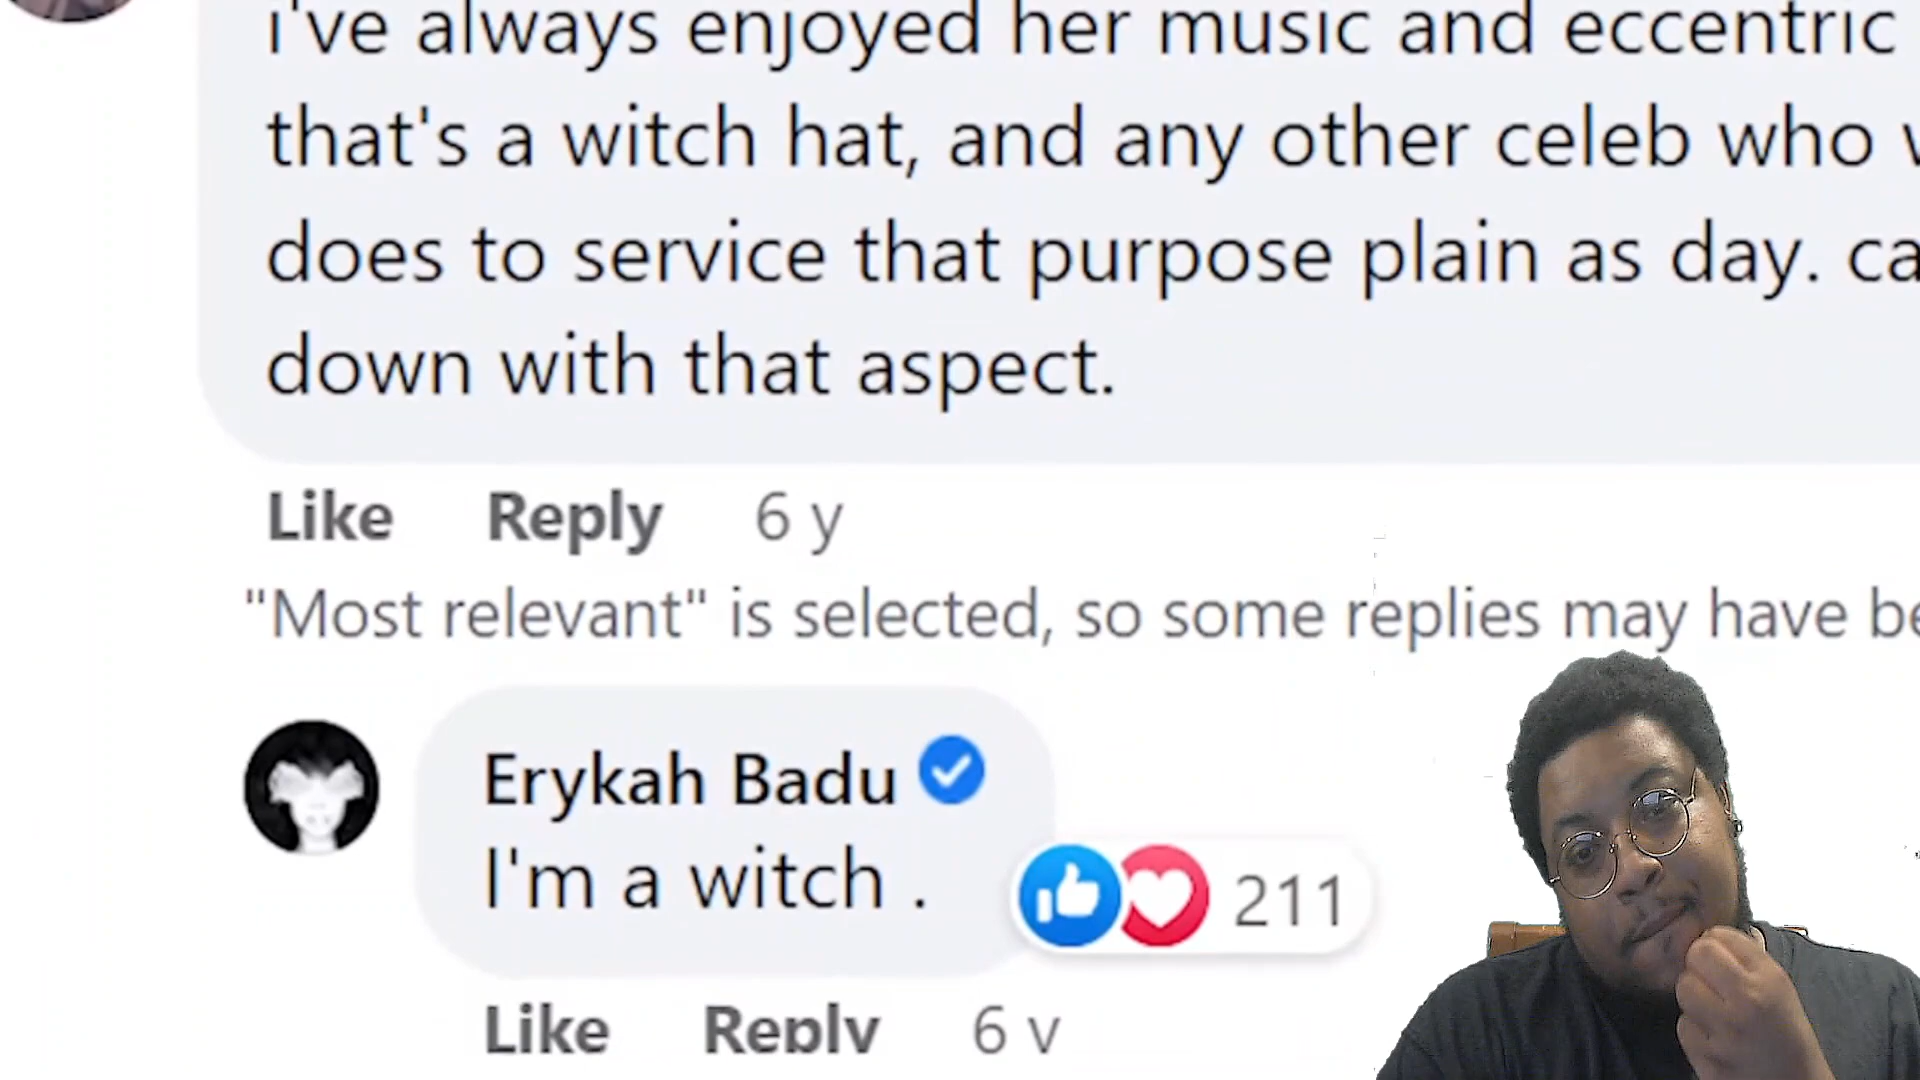 i've always enjoyed her music and eccentric
that's a witch hat, and any other celeb who
does to service that purpose plain as day.
down with that aspect.
Like Reply 6 y
"Most relevant" is selected, so some replies may have
Erykah Badu
I'm a witch .
211
Like Reply 6 y